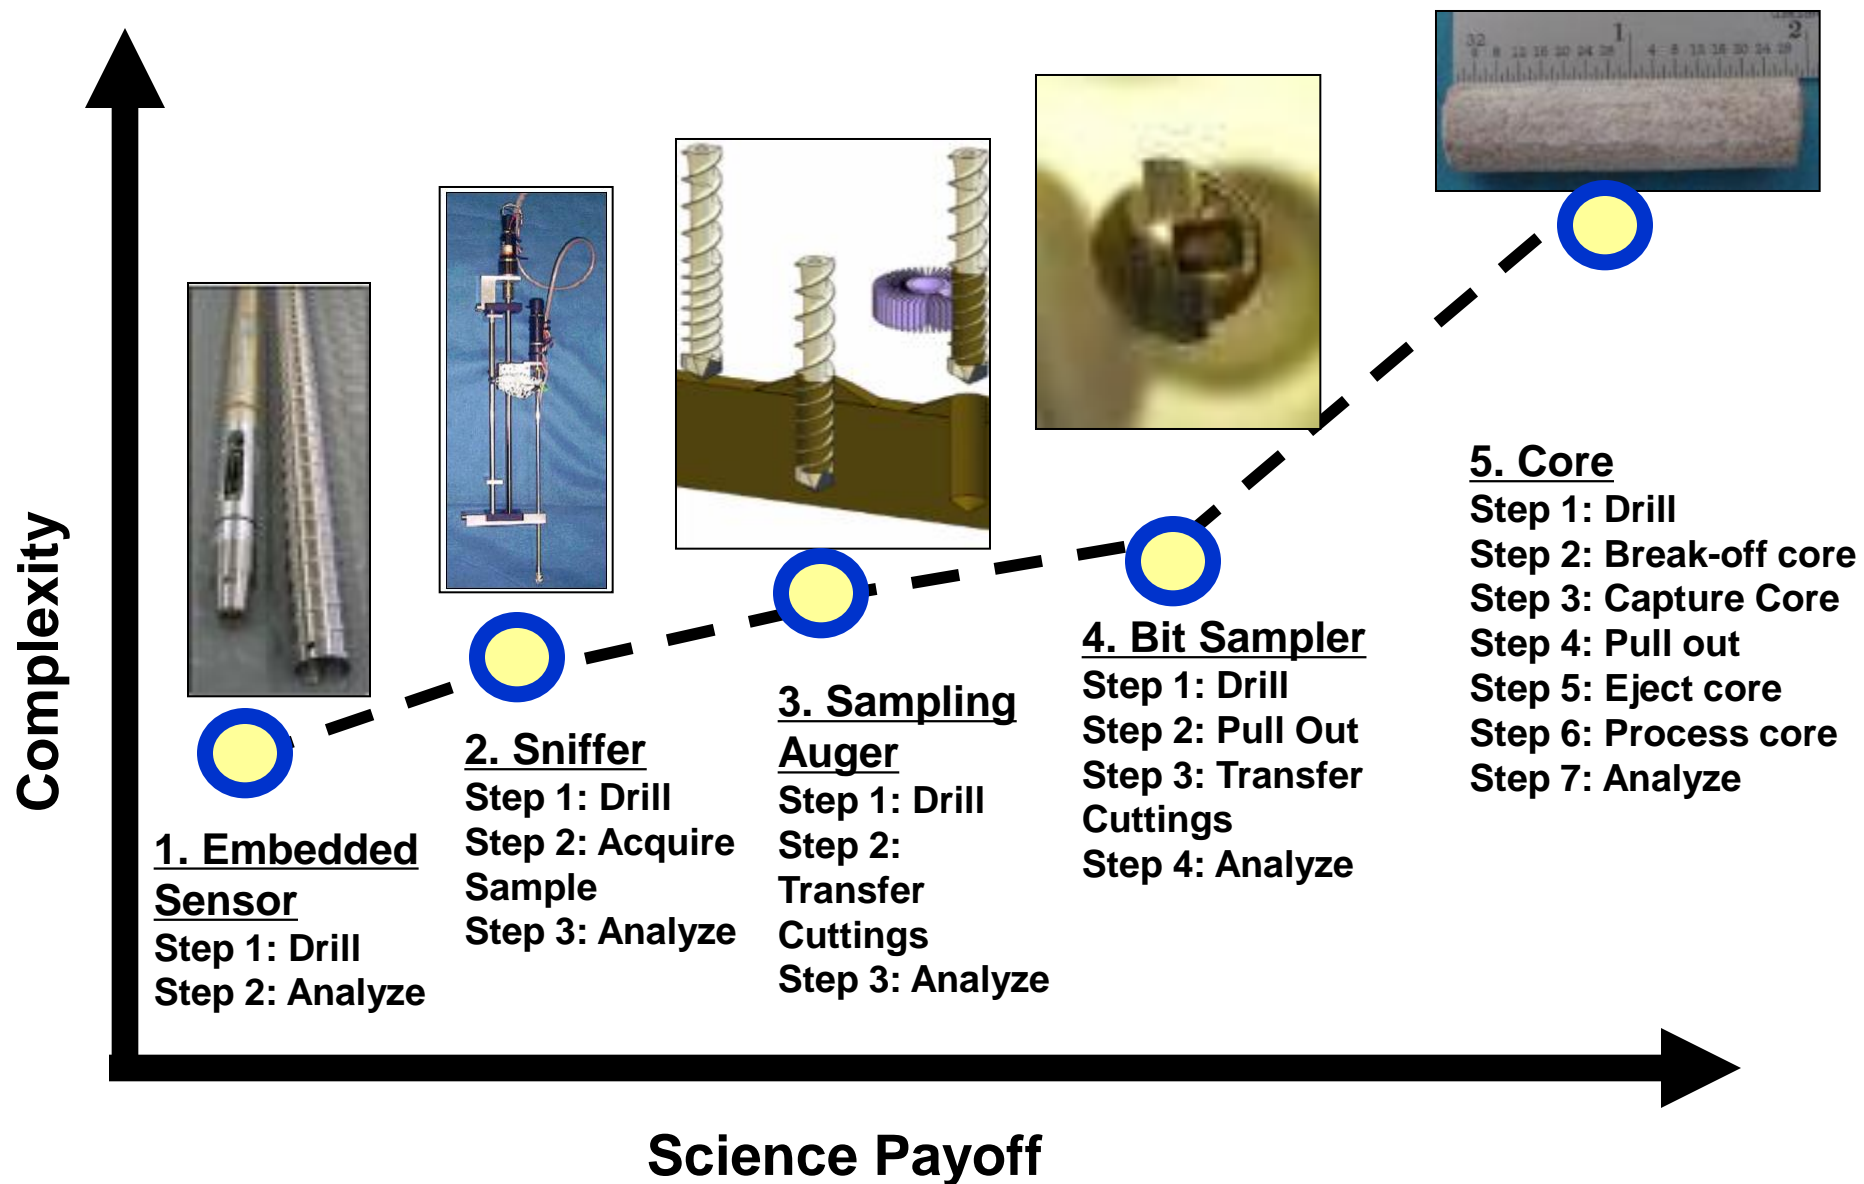 Complexity
1. Embedded
Sensor
Step 1: Drill
Step 2: Analyze
2. Sniffer
Step 1: Drill
Step 2: Acquire
Sample
Step 3: Analyze
3. Sampling
Auger
Step 1: Drill
Step 2:
Transfer
Cuttings
Step 3: Analyze
4. Bit Sampler
Step 1: Drill
Step 2: Pull Out
Step 3: Transfer
Cuttings
Step 4: Analyze
32 1 2
5. Core
Step 1: Drill
Step 2: Break-off core
Step 3: Capture Core
Step 4: Pull out
Step 5: Eject core
Step 6: Process core
Step 7: Analyze
Science Payoff